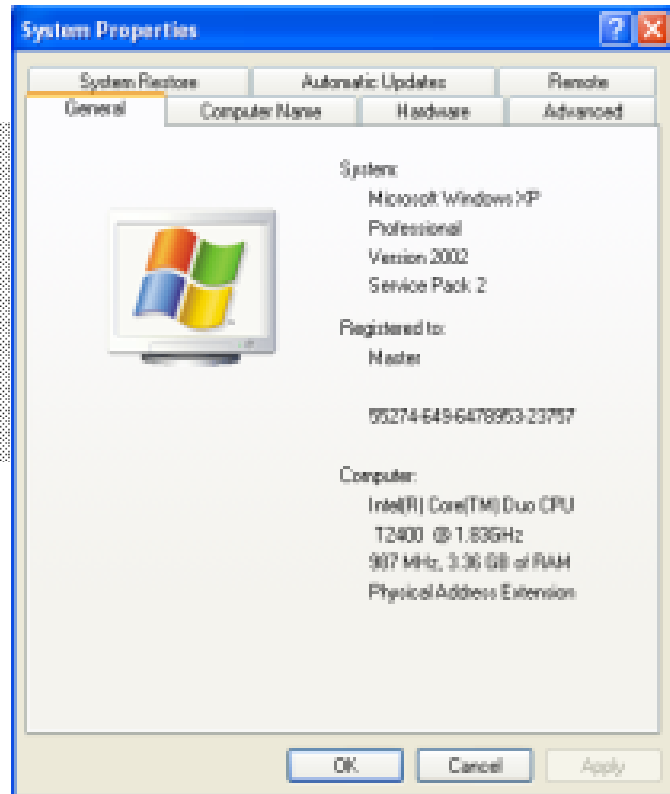 System Properties
System Restore Automatic Updates Remote
General Computer Name Hardware Advanced
System:
Microsoft Windows XP
Professional
Version 2002
Service Pack 2
Registered to:
Master
55274-649-6478953-23757
Computer:
Intel(R) Core(TM) Duo CPU
T2400 @ 1.83GHz
987 MHz, 3.36 GB of RAM
Physical Address Extension
OK Cancel Apply